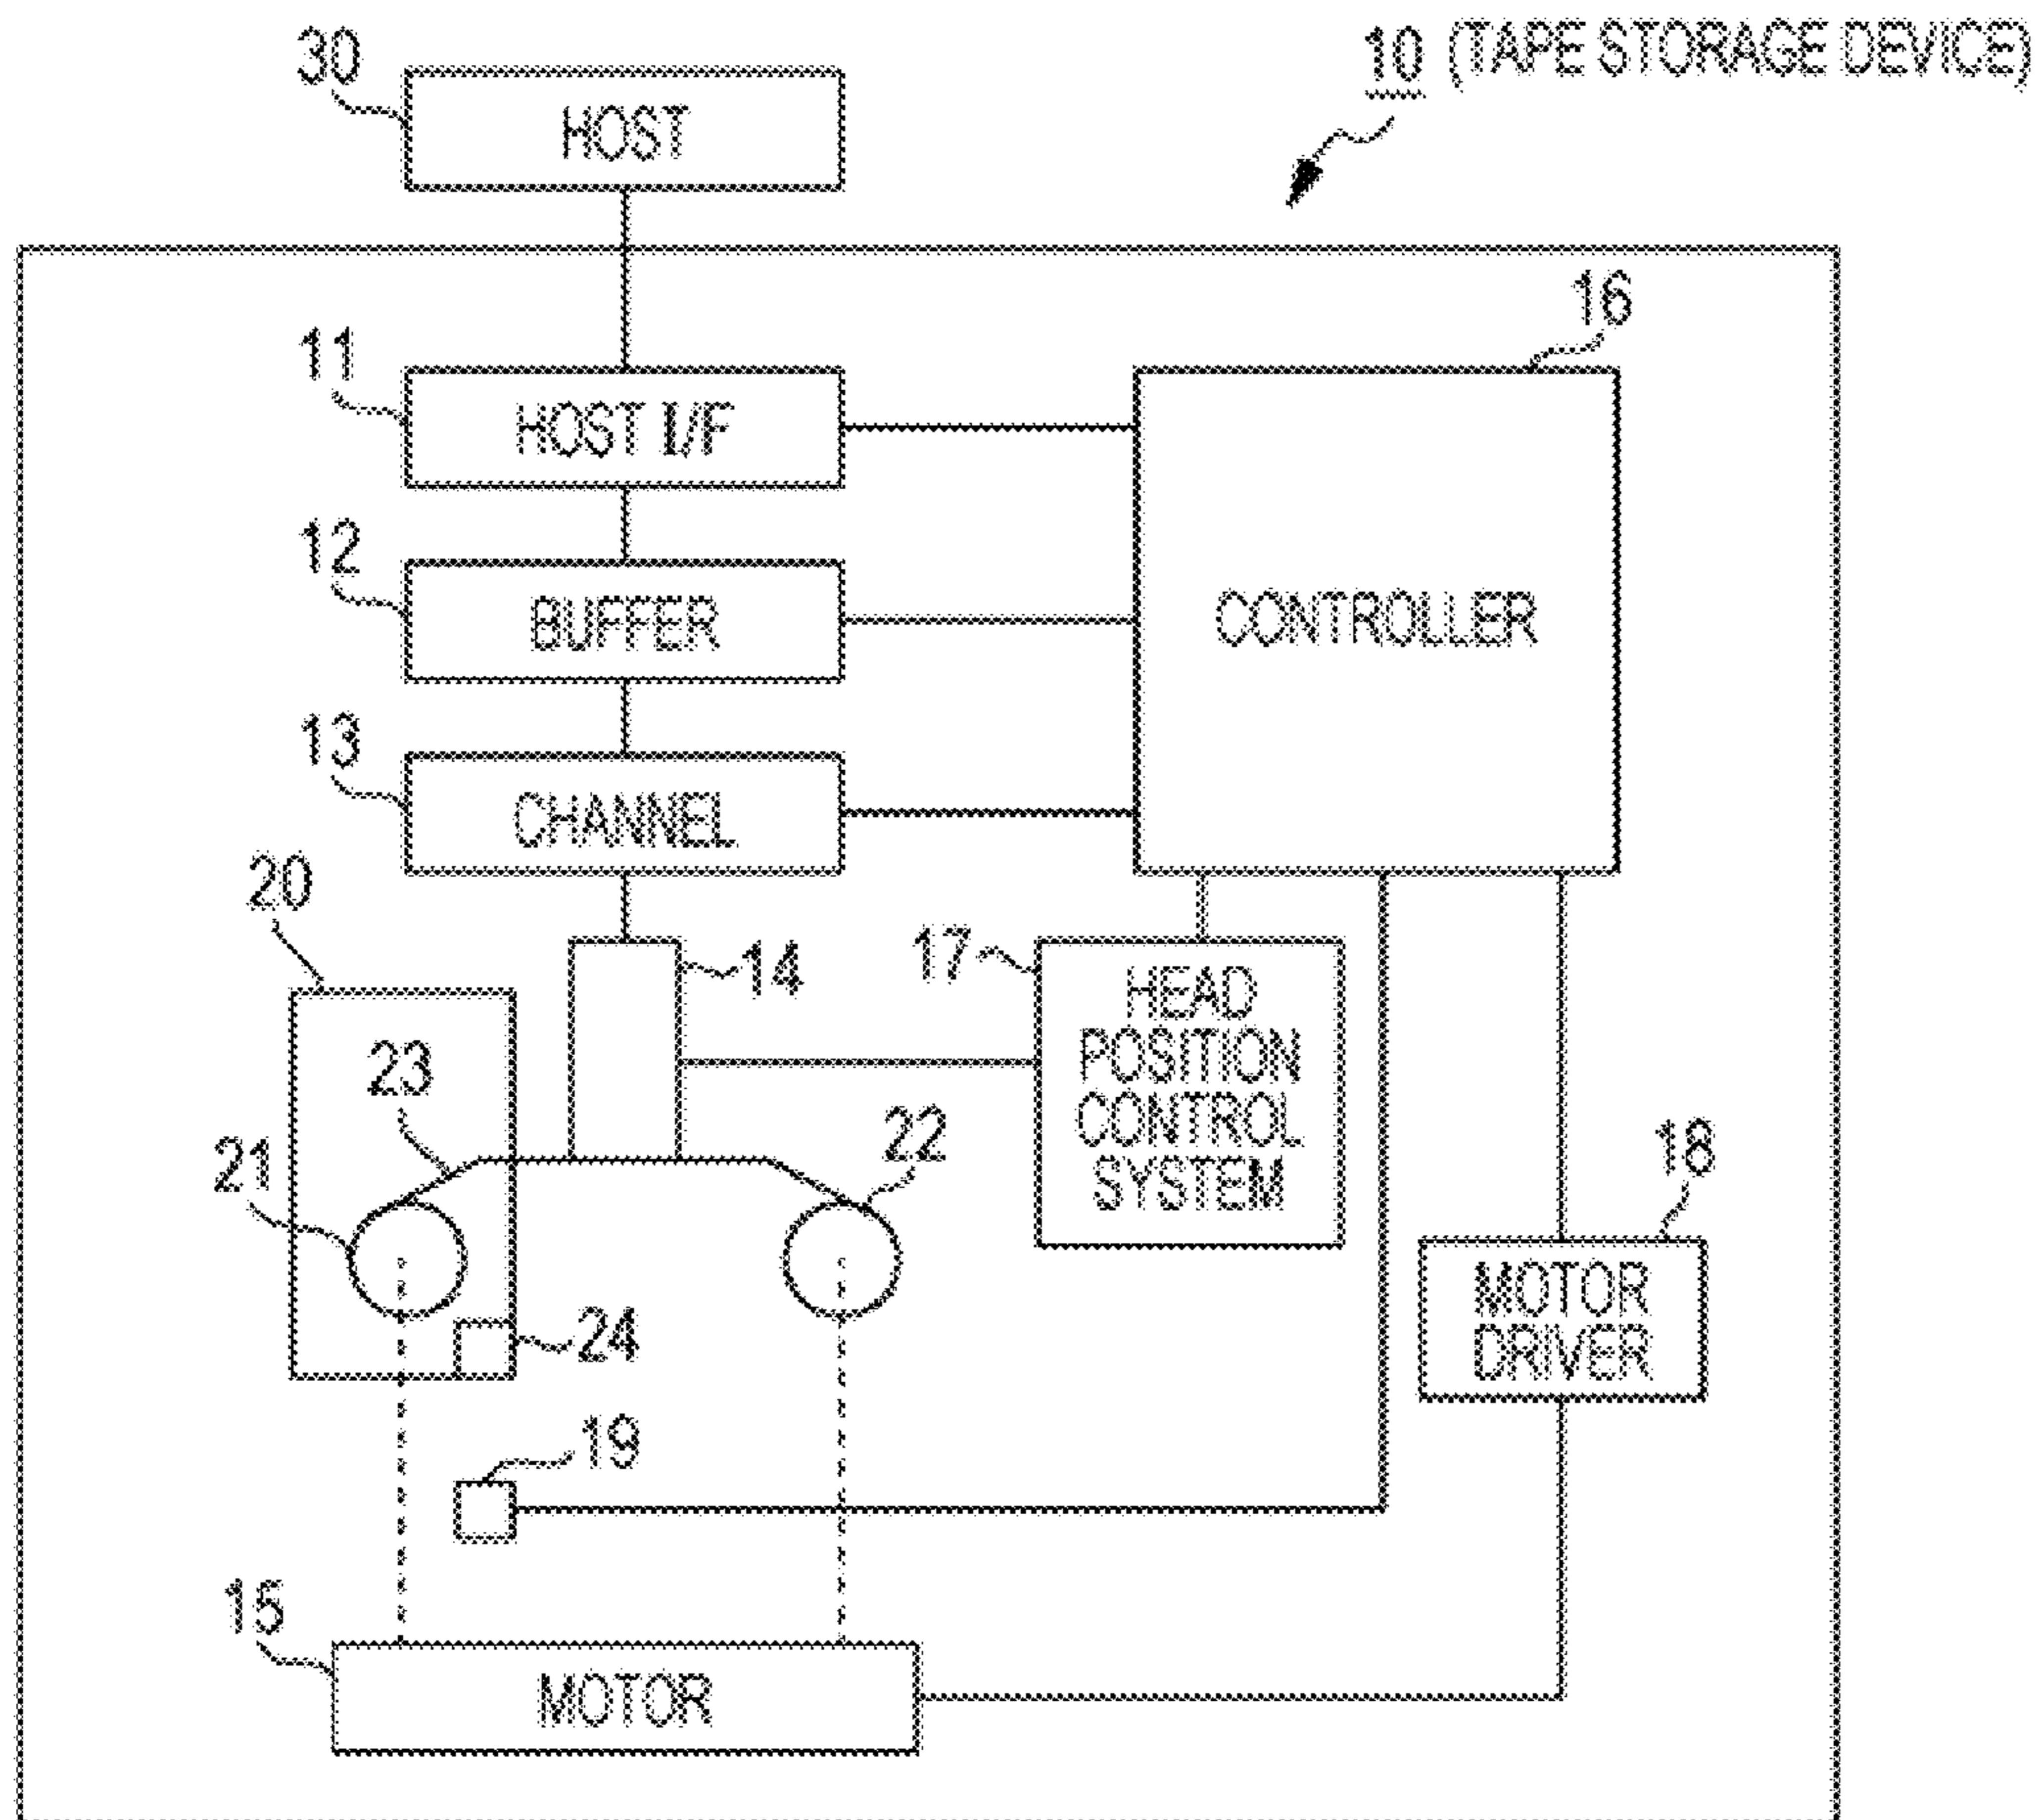 10 (TAPE STORAGE DEVICE)
30
HOST
16
11
HOST I/F
12
BUFFER
CONTROLLER
13
CHANNEL
20
14
17
HEAD
POSITION
CONTROL
SYSTEM
23
21
22
18
MOTOR
DRIVER
24
19
15
MOTOR